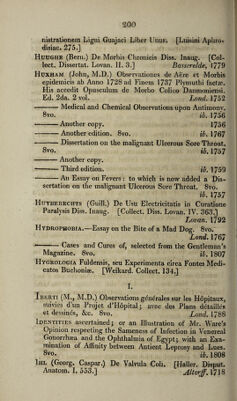 200
nistrationem Ligni Guajaci Liber Unus. [Luisini Aphro-
disiac. 275.]
HUUGHE (Bern.) De Morbis Chronicis Diss. Inaug. [Col-
lect. Dissertat. Lovan. II. 3.] Bassevelde, 1779
HUXHAM (John, M.D.) Observationes de Aëre et Morbis
epidemicis ab Anno 1728 ad Finem 1737 Plymuthi factæ.
His accedit Opusculum de Morbo Colico Damnoniensi.
Ed. 2da. 2 vol. Lond. 1752
—— Medical and Chemical Observations upon Antimony.
8vo. ib. 1756
—— Another copy. 1756
—— Another edition. 8vo. ib. 1767
—— Dissertation on the malignant Ulcerous Sore Throat.
8vo. ib. 1757
—— Another copy.
—— Third edition. ib. 1759
—— An Essay on Fevers: to which is now added a Dis-
sertation on the malignant Ulcerous Sore Throat. 8vo.
ib. 1757
HUYBERECHTS (Guill.) De Usu Electricitatis in Curatione
Paralysis Diss. Inaug. [Collect. Diss. Lovan. IV. 363.]
Lovan. 1792
HYDROPHOBIA.—Essay on the Bite of a Mad Dog. 8vo.
Lond. 1767
—— Cases and Cures of, selected from the Gentleman's
Magazine. 8vo. ib. 1807
HYGROLOGIA Fuldensis, seu Experimenta circa Fontes Medi-
catos Buchoniæ. [Weikard. Collect. 134.]
I.
IBERTI (M., M.D.) Observations générales sur les Hôpitaux,
suivies d'un Projet d'Hôpital; avec des Plans détaillés
et dessinés, &c. 8vo. Lond. 1788
IDENTITIES ascertained; or an Illustration of Mr. Ware's
Opinion respecting the Sameness of Infection in Venereal
Gonorrhœa and the Ophthalmia of Egypt; with an Exa-
mination of Affinity between Antient Leprosy and Lues.
8vo. ib. 1808
IHL (Georg. Caspar.) De Valvula Coli. [Haller. Disput.
Anatom. I. 553.] Altorff. 1718